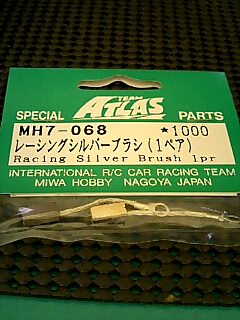 TEAM
ATLAS
SPECIAL PARTS
MH7-068 ★1000
レーシングシルバーブラシ(1ペア)
Racing Silver Brush 1pr
INTERNATIONAL R/C CAR RACING TEAM
MIWA HOBBY NAGOYA JAPAN